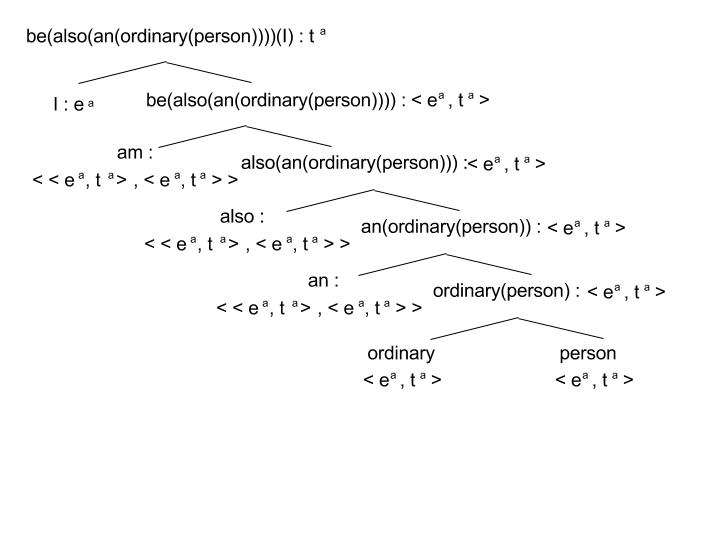 be(also(an(ordinary(person))))(I) : t ᵃ
I : e ᵃ
be(also(an(ordinary(person)))) : < eᵃ , t ᵃ >
am :
< < e ᵃ, t ᵃ > , < e ᵃ, t ᵃ > >
also(an(ordinary(person))) :< eᵃ , t ᵃ >
also :
< < e ᵃ, t ᵃ > , < e ᵃ, t ᵃ > >
an(ordinary(person)) : < eᵃ , t ᵃ >
an :
< < e ᵃ, t ᵃ > , < e ᵃ, t ᵃ > >
ordinary(person) : < eᵃ , t ᵃ >
ordinary
< eᵃ , t ᵃ >
person
< eᵃ , t ᵃ >